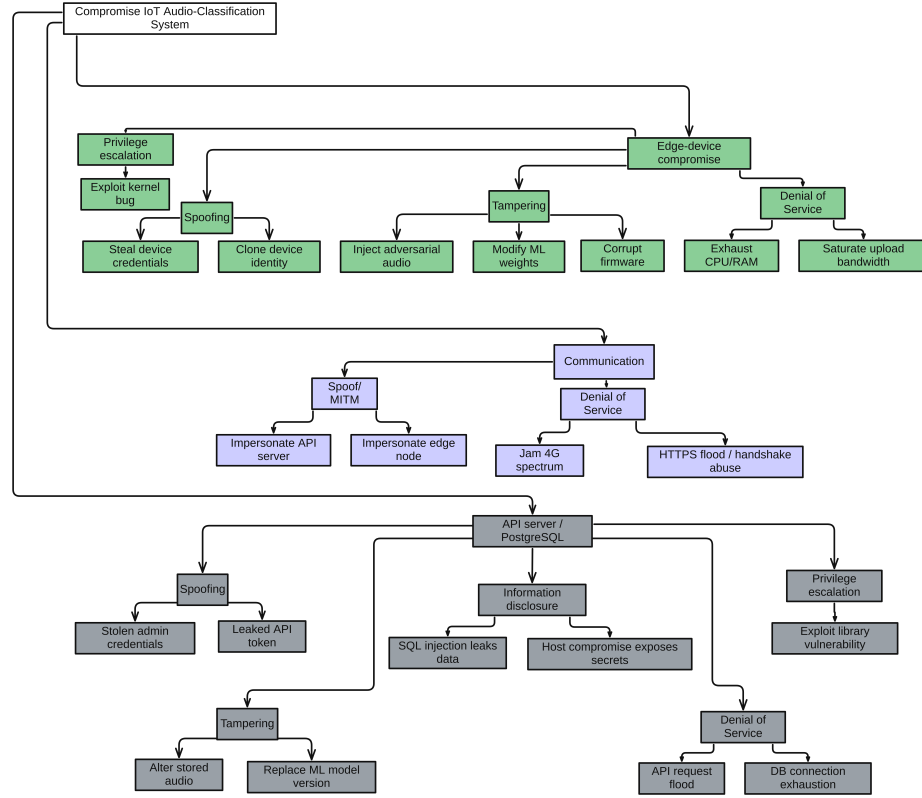 Compromise IoT Audio-Classification
System
Privilege
escalation
Edge-device
compromise
Exploit kernel
bug
Spoofing
Tampering
Denial of
Service
Steal device
credentials
Clone device
identity
Inject adversarial
audio
Modify ML
weights
Corrupt
firmware
Exhaust
CPU/RAM
Saturate upload
bandwidth
Communication
Spoof/
MITM
Denial of
Service
Impersonate API
server
Impersonate edge
node
Jam 4G
spectrum
HTTPS flood / handshake
abuse
API server /
PostgreSQL
Spoofing
Information
disclosure
Privilege
escalation
Stolen admin
credentials
Leaked API
token
SQL injection leaks
data
Host compromise exposes
secrets
Exploit library
vulnerability
Tampering
Denial of
Service
Alter stored
audio
Replace ML model
version
API request
flood
DB connection
exhaustion